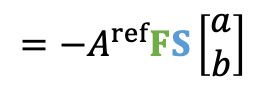 = −A^ref FS [a b]